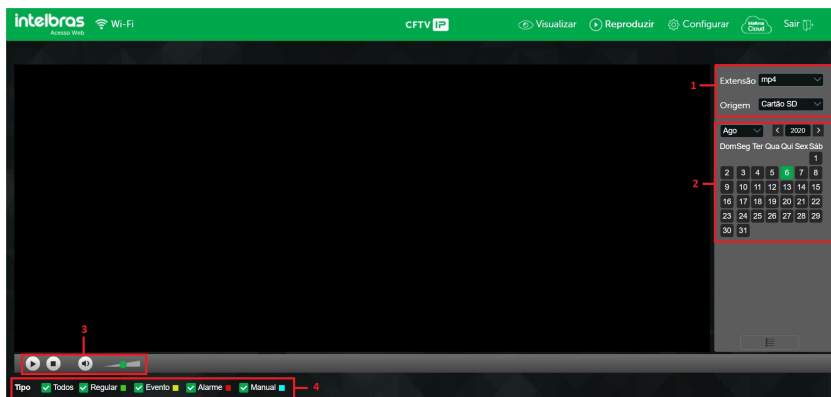 intelbras Wi-Fi CFTV IP Visualizar Reproduzir Configurar intelbras Cloud Sair
Acesso Web
1
Extensão mp4
Origem Cartão SD
2
Ago < 2020 >
Dom Seg Ter Qua Qui Sex Sáb
1
2 3 4 5 6 7 8
9 10 11 12 13 14 15
16 17 18 19 20 21 22
23 24 25 26 27 28 29
30 31
3
Tipo Todos Regular Evento Alarme Manual 4